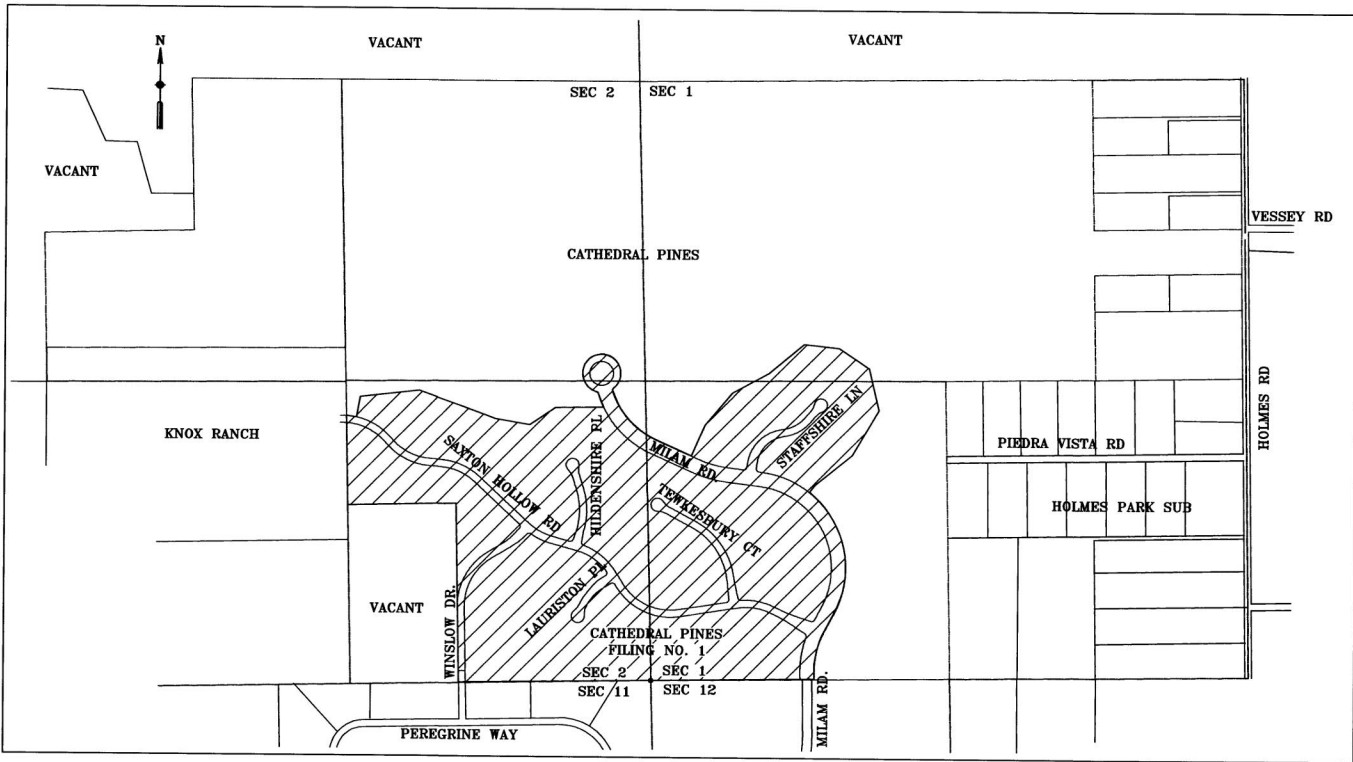 VACANT
VACANT
N
SEC 2
SEC 1
VACANT
VESSEY RD
CATHEDRAL PINES
HOLMES RD
STAFFSHIRE LN
KNOX RANCH
HILDENSHIRE PL
MILAM RD.
PIEDRA VISTA RD
SAXTON HOLLOW RD
TEWKESBURY CT
HOLMES PARK SUB
LAURISTON PL
VACANT
WINSLOW DR.
CATHEDRAL PINES
FILING NO. 1
SEC 2
SEC 1
SEC 11
SEC 12
MILAM RD.
PEREGRINE WAY